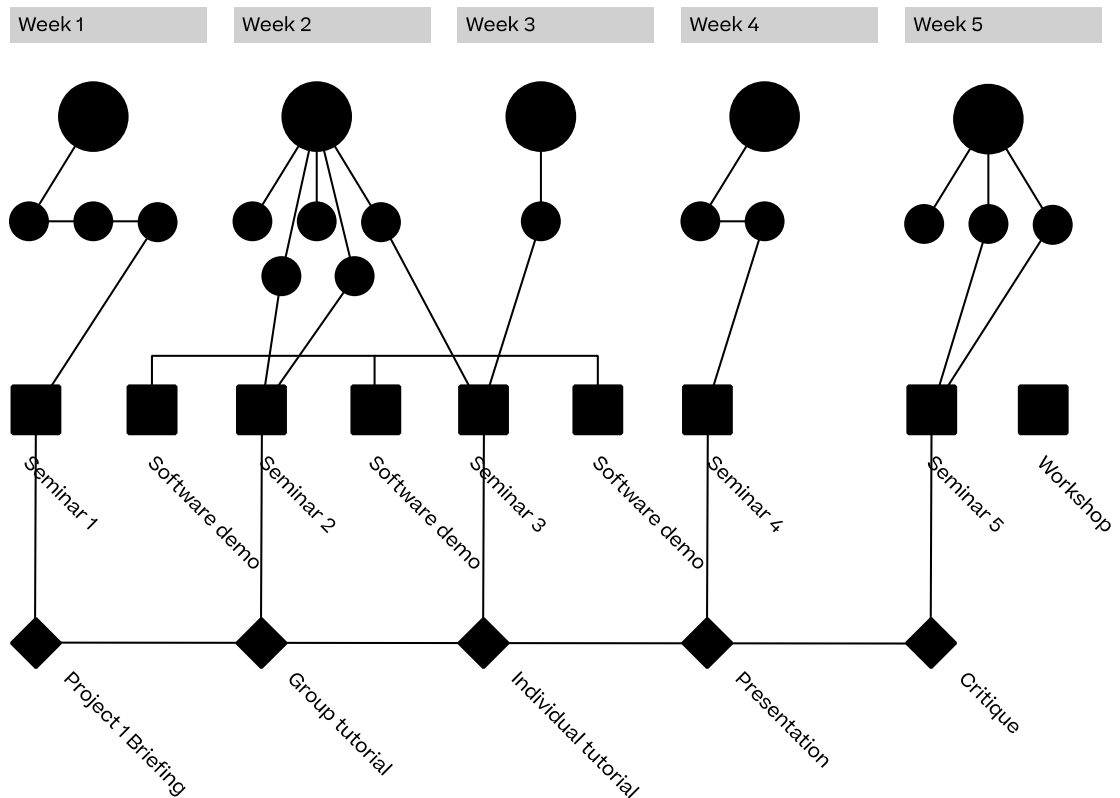 Week 1
Week 2
Week 3
Week 4
Week 5
Seminar 1
Software demo
Seminar 2
Software demo
Seminar 3
Software demo
Seminar 4
Seminar 5
Workshop
Project 1 Briefing
Group tutorial
Individual tutorial
Presentation
Critique